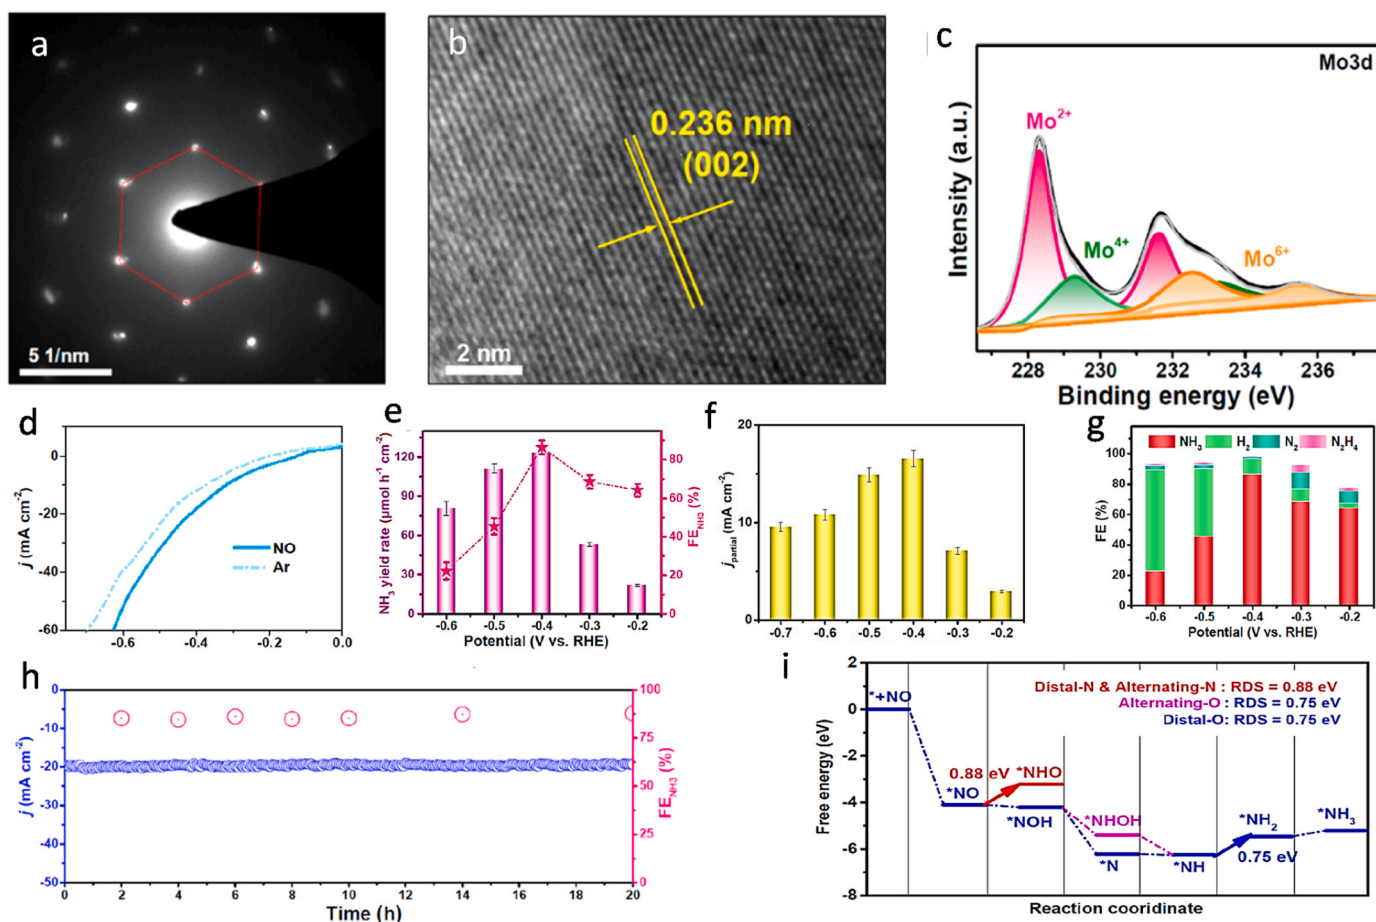 a
5 1/nm
b
0.236 nm
(002)
2 nm
c
Mo3d
Mo2+
Mo4+
Mo6+
Intensity (a.u.)
228 230 232 234 236
Binding energy (eV)
d
j (mA cm-2)
0
-20
-40
-60
NO
Ar
-0.6 -0.4 -0.2 0.0
e
NH3 yield rate (μmol h-1 cm-2)
120
90
60
30
0
FENH3 (%)
80
60
40
20
0
-0.6 -0.5 -0.4 -0.3 -0.2
Potential (V vs. RHE)
f
jpartial (mA cm-2)
20
10
0
-0.7 -0.6 -0.5 -0.4 -0.3 -0.2
g
NH3 H2 N2 N2H4
FE (%)
100
80
60
40
20
0
-0.6 -0.5 -0.4 -0.3 -0.2
Potential (V vs. RHE)
h
j (mA cm-2)
0
-10
-20
-30
-40
-50
FENH3 (%)
100
75
50
25
0
0 2 4 6 8 10 12 14 16 18 20
Time (h)
i
Free energy (eV)
2
0
-2
-4
-6
-8
Distal-N & Alternating-N : RDS = 0.88 eV
Alternating-O : RDS = 0.75 eV
Distal-O: RDS = 0.75 eV
*+NO
0.88 eV
*NHO
*NO
*NOH
*NHOH
*N
*NH
*NH2
0.75 eV
*NH3
Reaction cooridinate